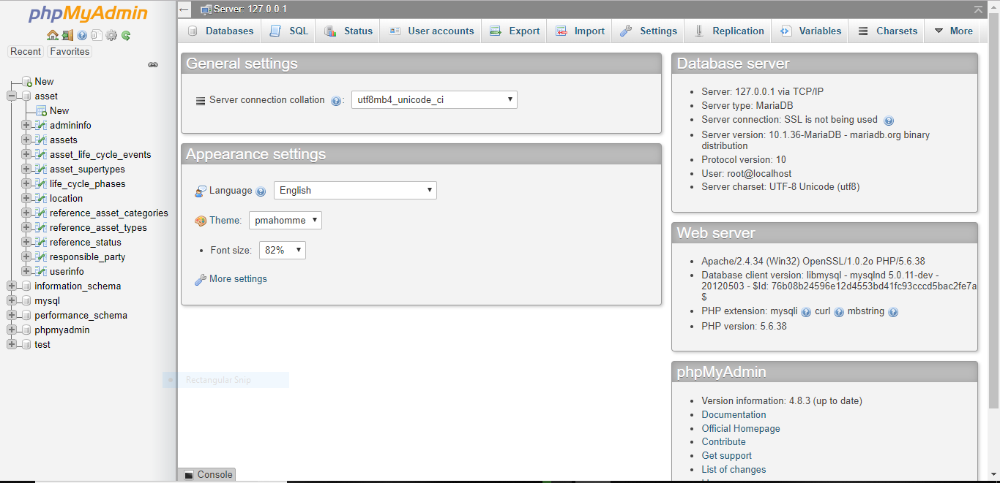 phpMyAdmin
Recent
Favorites
New
asset
New
admininfo
assets
asset_life_cycle_events
asset_supertypes
life_cycle_phases
location
reference_asset_categories
reference_asset_types
reference_status
responsible_party
userinfo
information_schema
mysql
performance_schema
phpmyadmin
test
Server: 127.0.0.1
Databases
SQL
Status
User accounts
Export
Import
Settings
Replication
Variables
Charsets
More
General settings
Server connection collation :
utf8mb4_unicode_ci
Appearance settings
Language
English
Theme:
pmahomme
Font size:
82%
More settings
Rectangular Snip
Console
Database server
Server: 127.0.0.1 via TCP/IP
Server type: MariaDB
Server connection: SSL is not being used
Server version: 10.1.36-MariaDB - mariadb.org binary
distribution
Protocol version: 10
User: root@localhost
Server charset: UTF-8 Unicode (utf8)
Web server
Apache/2.4.34 (Win32) OpenSSL/1.0.2o PHP/5.6.38
Database client version: libmysql - mysqlnd 5.0.11-dev -
20120503 - $Id: 76b08b24596e12d4553bd41fc93cccd5bac2fe7a
$
PHP extension: mysqli curl mbstring
PHP version: 5.6.38
phpMyAdmin
Version information: 4.8.3 (up to date)
Documentation
Official Homepage
Contribute
Get support
List of changes